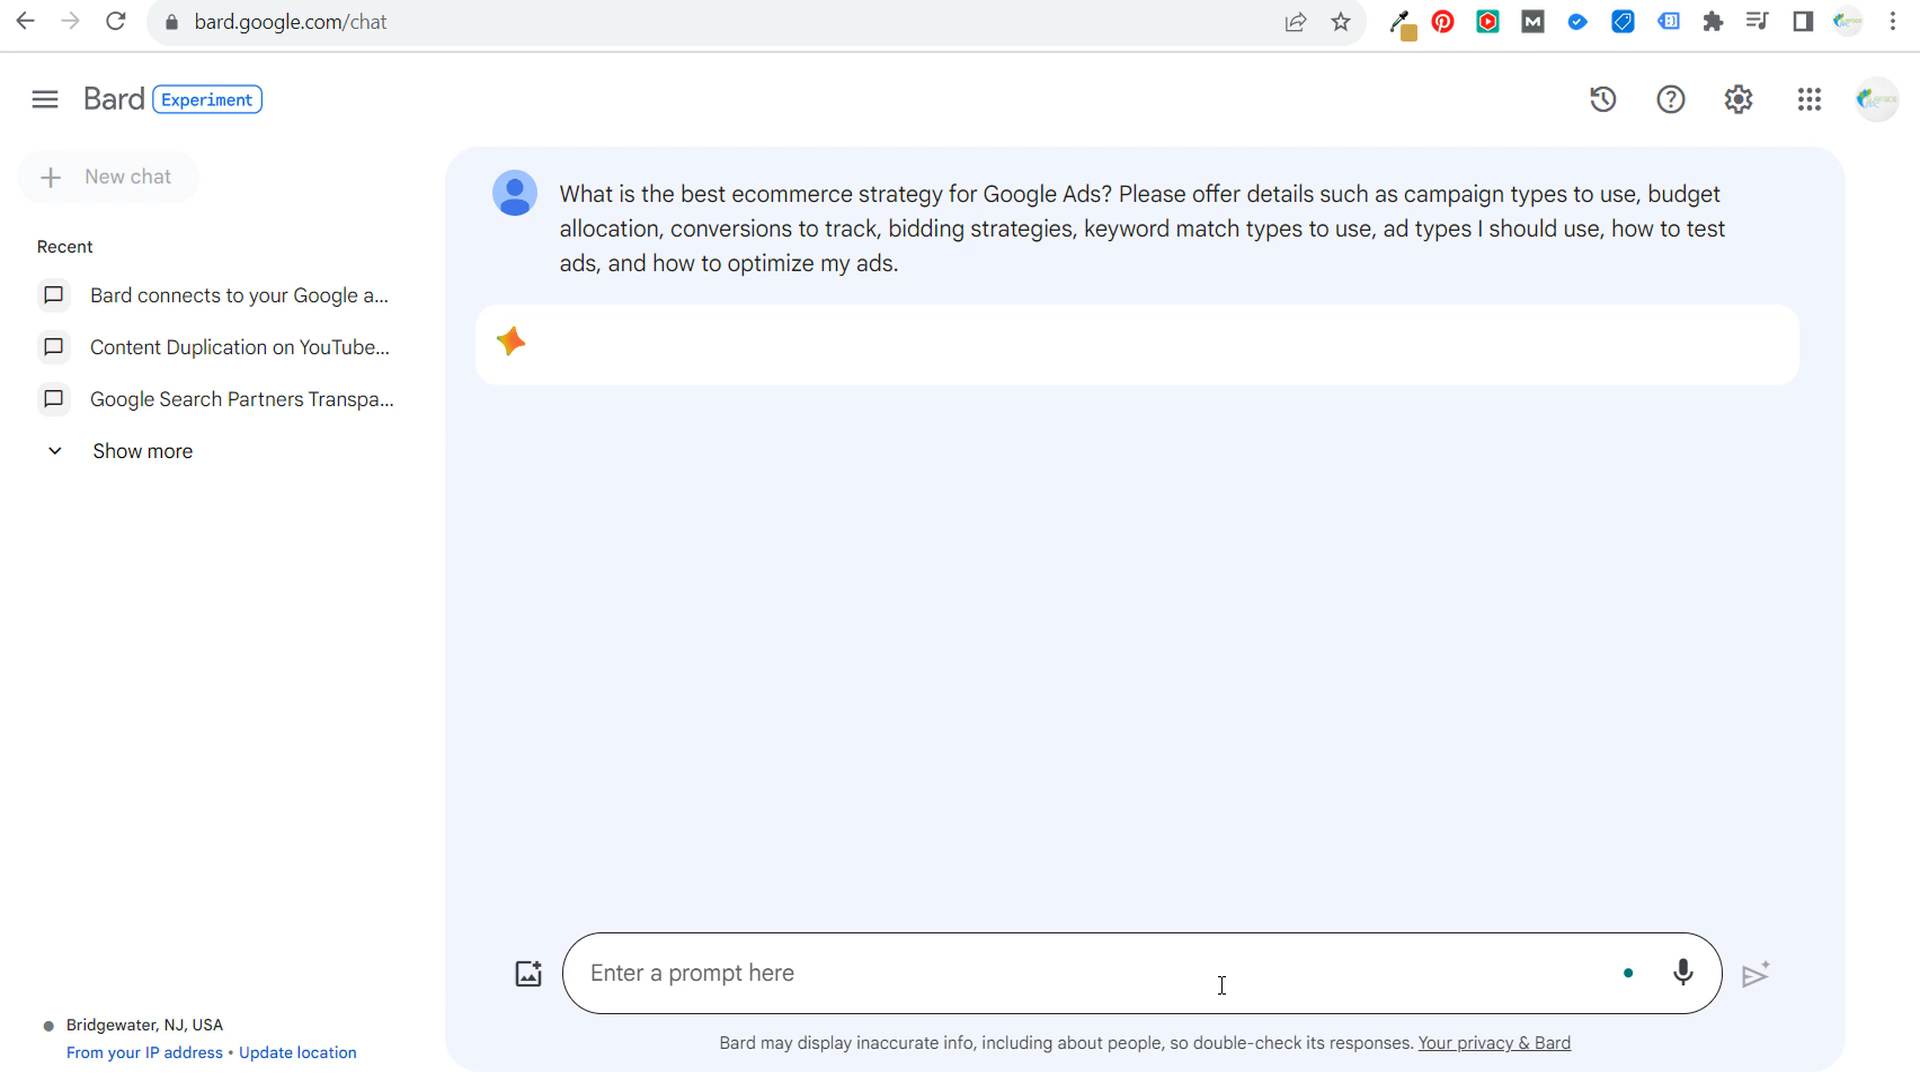 bard.google.com/chat
Bard Experiment
New chat
Recent
Bard connects to your Google a...
Content Duplication on YouTube...
Google Search Partners Transpa...
Show more
What is the best ecommerce strategy for Google Ads? Please offer details such as campaign types to use, budget
allocation, conversions to track, bidding strategies, keyword match types to use, ad types I should use, how to test
ads, and how to optimize my ads.
Enter a prompt here
Bridgewater, NJ, USA
From your IP address • Update location
Bard may display inaccurate info, including about people, so double-check its responses. Your privacy & Bard